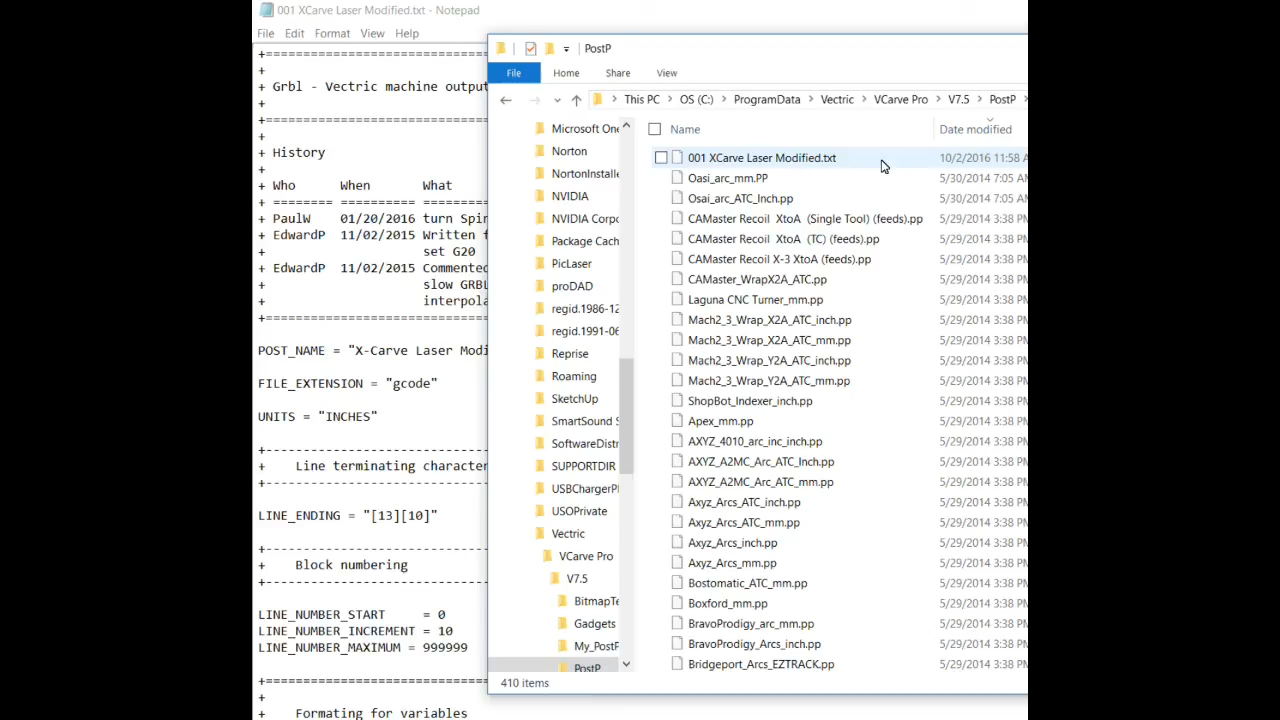 001 XCarve Laser Modified.txt - Notepad
File Edit Format View Help
+====================================
+
+ Grbl - Vectric machine output
+
+====================================
+
+ History
+
+ Who When What
+ ======== ========== ========
+ PaulW 01/20/2016 turn Spin
+ EdwardP 11/02/2015 Written f
+ set G20
+ EdwardP 11/02/2015 Commented
+ slow GRBL
+ interpola
+====================================
POST_NAME = "X-Carve Laser Modi
FILE_EXTENSION = "gcode"
UNITS = "INCHES"
+------------------------------------
+ Line terminating character
+------------------------------------
LINE_ENDING = "[13][10]"
+------------------------------------
+ Block numbering
+------------------------------------
LINE_NUMBER_START = 0
LINE_NUMBER_INCREMENT = 10
LINE_NUMBER_MAXIMUM = 999999
+====================================
+
+ Formating for variables
PostP
File Home Share View
This PC > OS (C:) > ProgramData > Vectric > VCarve Pro > V7.5 > PostP >
Microsoft One
Norton
NortonInstalle
NVIDIA
NVIDIA Corpo
Package Cach
PicLaser
proDAD
regid.1986-12
regid.1991-06
Reprise
Roaming
SketchUp
SmartSound S
SoftwareDistr
SUPPORTDIR
USBChargerPl
USOPrivate
Vectric
VCarve Pro
V7.5
BitmapTe
Gadgets
My_PostP
PostP
Name Date modified
001 XCarve Laser Modified.txt 10/2/2016 11:58 A
Oasi_arc_mm.PP 5/30/2014 7:05 AM
Osai_arc_ATC_Inch.pp 5/30/2014 7:05 AM
CAMaster Recoil XtoA (Single Tool) (feeds).pp 5/29/2014 3:38 PM
CAMaster Recoil XtoA (TC) (feeds).pp 5/29/2014 3:38 PM
CAMaster Recoil X-3 XtoA (feeds).pp 5/29/2014 3:38 PM
CAMaster_WrapX2A_ATC.pp 5/29/2014 3:38 PM
Laguna CNC Turner_mm.pp 5/29/2014 3:38 PM
Mach2_3_Wrap_X2A_ATC_inch.pp 5/29/2014 3:38 PM
Mach2_3_Wrap_X2A_ATC_mm.pp 5/29/2014 3:38 PM
Mach2_3_Wrap_Y2A_ATC_inch.pp 5/29/2014 3:38 PM
Mach2_3_Wrap_Y2A_ATC_mm.pp 5/29/2014 3:38 PM
ShopBot_Indexer_inch.pp 5/29/2014 3:38 PM
Apex_mm.pp 5/29/2014 3:38 PM
AXYZ_4010_arc_inc_inch.pp 5/29/2014 3:38 PM
AXYZ_A2MC_Arc_ATC_Inch.pp 5/29/2014 3:38 PM
AXYZ_A2MC_Arc_ATC_mm.pp 5/29/2014 3:38 PM
Axyz_Arcs_ATC_inch.pp 5/29/2014 3:38 PM
Axyz_Arcs_ATC_mm.pp 5/29/2014 3:38 PM
Axyz_Arcs_inch.pp 5/29/2014 3:38 PM
Axyz_Arcs_mm.pp 5/29/2014 3:38 PM
Bostomatic_ATC_mm.pp 5/29/2014 3:38 PM
Boxford_mm.pp 5/29/2014 3:38 PM
BravoProdigy_arc_mm.pp 5/29/2014 3:38 PM
BravoProdigy_Arcs_inch.pp 5/29/2014 3:38 PM
Bridgeport_Arcs_EZTRACK.pp 5/29/2014 3:38 PM
410 items